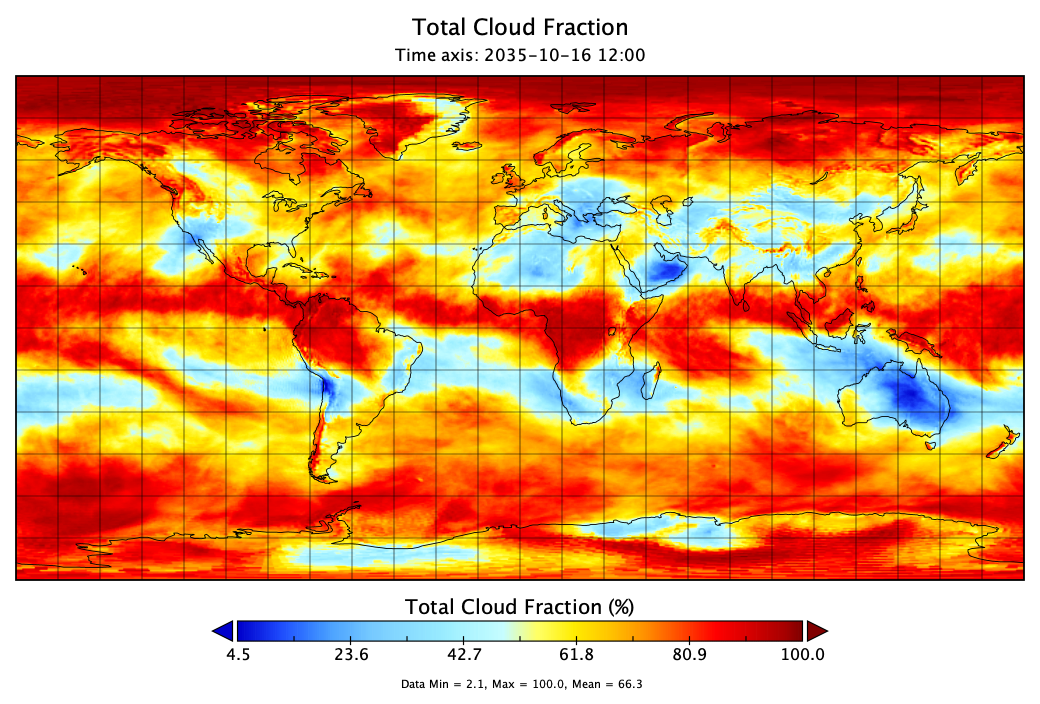 Total Cloud Fraction
Time axis: 2035-10-16 12:00
Total Cloud Fraction (%)
4.5 23.6 42.7 61.8 80.9 100.0
Data Min = 2.1, Max = 100.0, Mean = 66.3